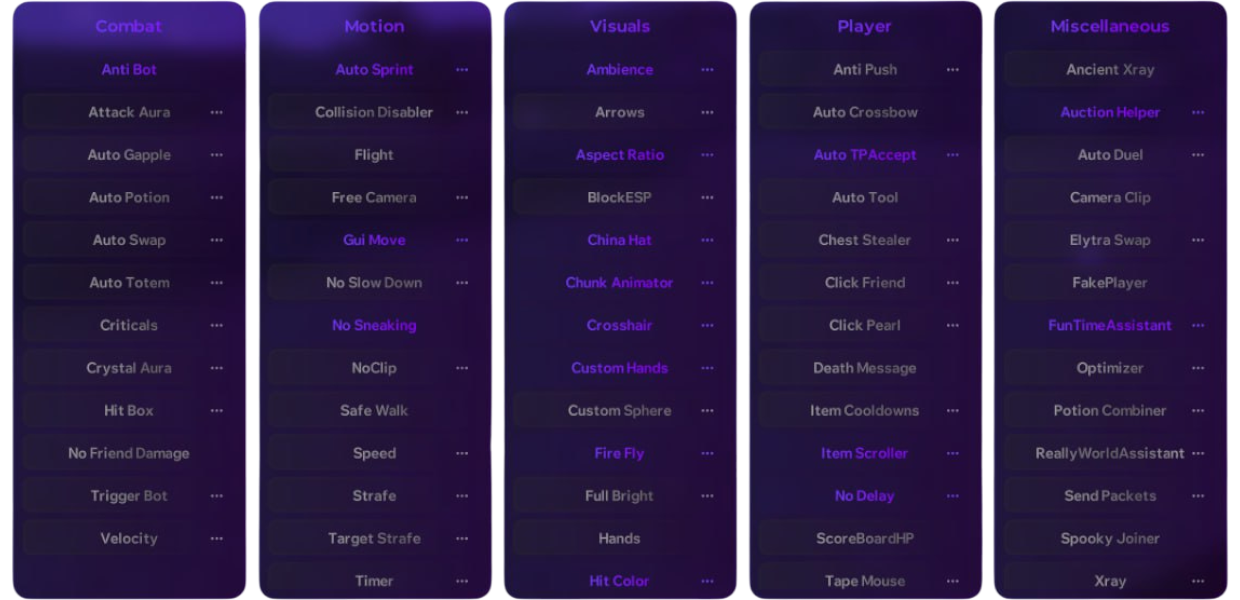 Combat
Anti Bot
Attack Aura ...
Auto Gapple ...
Auto Potion ...
Auto Swap ...
Auto Totem ...
Criticals ...
Crystal Aura ...
Hit Box ...
No Friend Damage
Trigger Bot ...
Velocity ...
Motion
Auto Sprint ...
Collision Disabler ...
Flight
Free Camera ...
Gui Move ...
No Slow Down ...
No Sneaking
NoClip ...
Safe Walk
Speed ...
Strafe ...
Target Strafe ...
Timer ...
Visuals
Ambience ...
Arrows ...
Aspect Ratio ...
BlockESP ...
China Hat ...
Chunk Animator ...
Crosshair ...
Custom Hands ...
Custom Sphere ...
Fire Fly ...
Full Bright ...
Hands
Hit Color ...
Player
Anti Push ...
Auto Crossbow
Auto TPAccept ...
Auto Tool
Chest Stealer ...
Click Friend ...
Click Pearl ...
Death Message
Item Cooldowns ...
Item Scroller ...
No Delay ...
ScoreBoardHP
Tape Mouse ...
Miscellaneous
Ancient Xray
Auction Helper ...
Auto Duel ...
Camera Clip
Elytra Swap ...
FakePlayer
FunTimeAssistant ...
Optimizer ...
Potion Combiner ...
ReallyWorldAssistant ...
Send Packets ...
Spooky Joiner
Xray ...